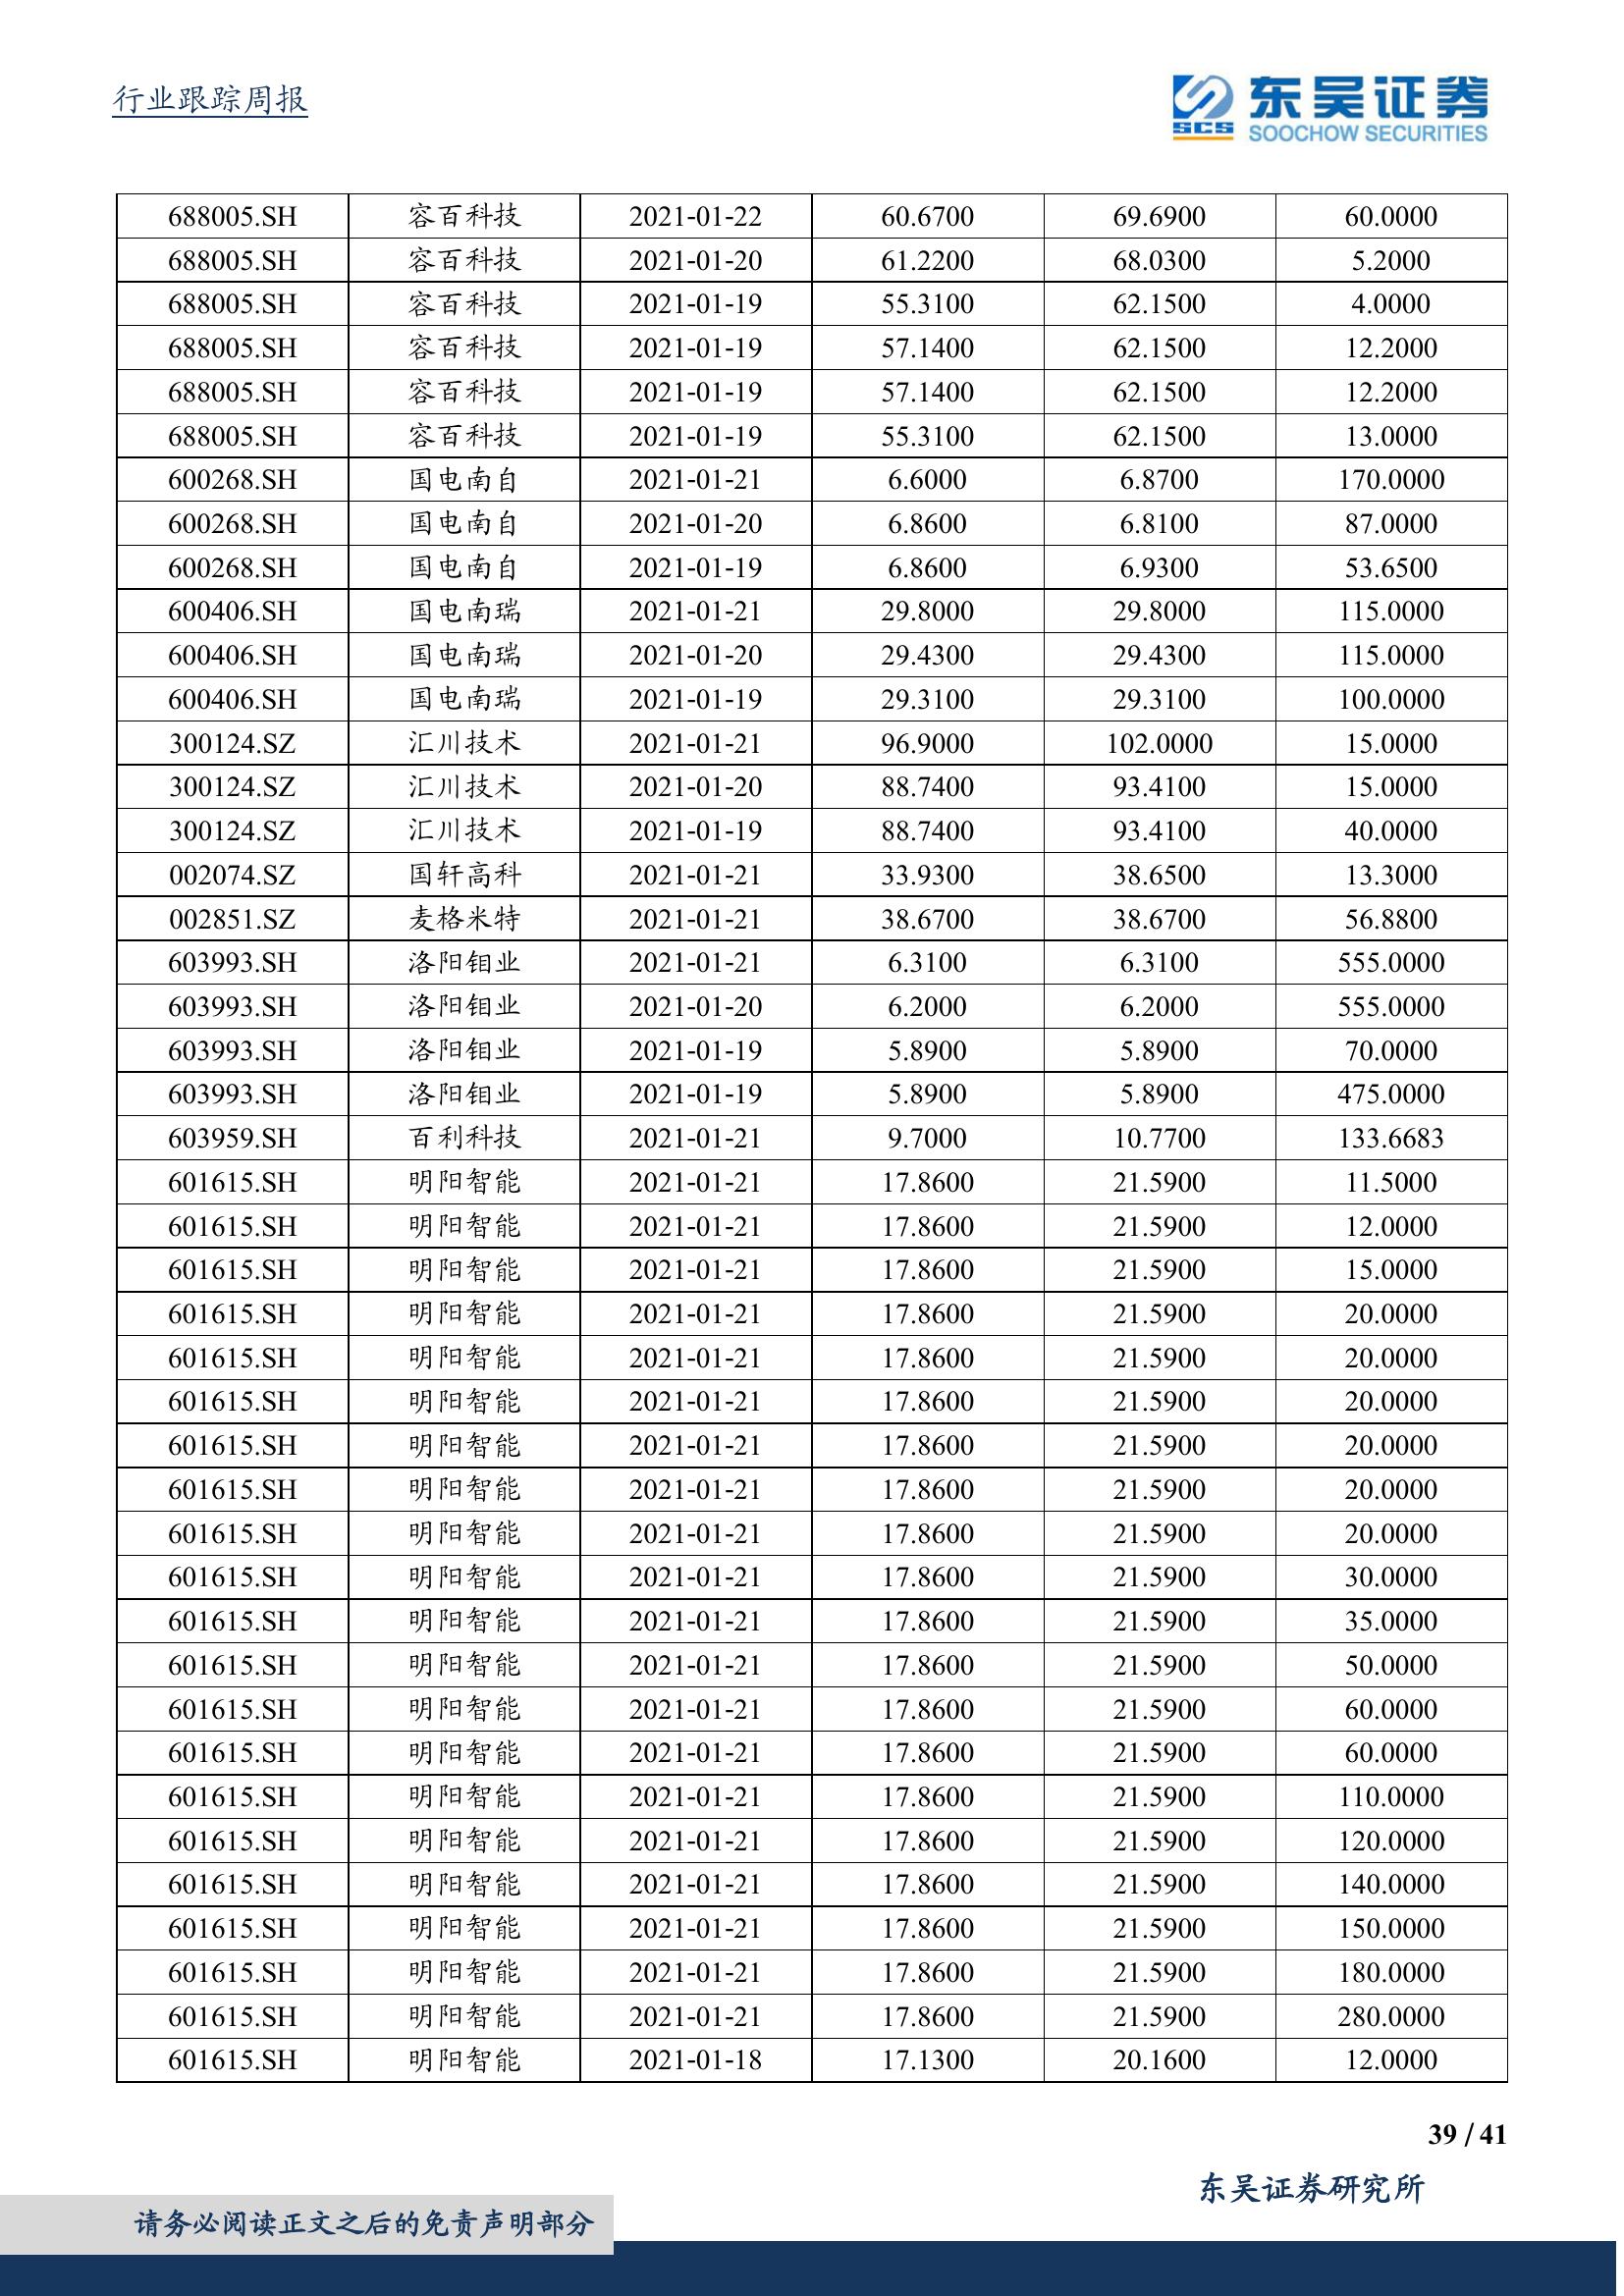 行业跟踪周报
东吴证券
SCS
SOOCHOW SECURITIES
688005.SH 容百科技 2021-01-22 60.6700 69.6900 60.0000
688005.SH 容百科技 2021-01-20 61.2200 68.0300 5.2000
688005.SH 容百科技 2021-01-19 55.3100 62.1500 4.0000
688005.SH 容百科技 2021-01-19 57.1400 62.1500 12.2000
688005.SH 容百科技 2021-01-19 57.1400 62.1500 12.2000
688005.SH 容百科技 2021-01-19 55.3100 62.1500 13.0000
600268.SH 国电南自 2021-01-21 6.6000 6.8700 170.0000
600268.SH 国电南自 2021-01-20 6.8600 6.8100 87.0000
600268.SH 国电南自 2021-01-19 6.8600 6.9300 53.6500
600406.SH 国电南瑞 2021-01-21 29.8000 29.8000 115.0000
600406.SH 国电南瑞 2021-01-20 29.4300 29.4300 115.0000
600406.SH 国电南瑞 2021-01-19 29.3100 29.3100 100.0000
300124.SZ 汇川技术 2021-01-21 96.9000 102.0000 15.0000
300124.SZ 汇川技术 2021-01-20 88.7400 93.4100 15.0000
300124.SZ 汇川技术 2021-01-19 88.7400 93.4100 40.0000
002074.SZ 国轩高科 2021-01-21 33.9300 38.6500 13.3000
002851.SZ 麦格米特 2021-01-21 38.6700 38.6700 56.8800
603993.SH 洛阳钼业 2021-01-21 6.3100 6.3100 555.0000
603993.SH 洛阳钼业 2021-01-20 6.2000 6.2000 555.0000
603993.SH 洛阳钼业 2021-01-19 5.8900 5.8900 70.0000
603993.SH 洛阳钼业 2021-01-19 5.8900 5.8900 475.0000
603959.SH 百利科技 2021-01-21 9.7000 10.7700 133.6683
601615.SH 明阳智能 2021-01-21 17.8600 21.5900 11.5000
601615.SH 明阳智能 2021-01-21 17.8600 21.5900 12.0000
601615.SH 明阳智能 2021-01-21 17.8600 21.5900 15.0000
601615.SH 明阳智能 2021-01-21 17.8600 21.5900 20.0000
601615.SH 明阳智能 2021-01-21 17.8600 21.5900 20.0000
601615.SH 明阳智能 2021-01-21 17.8600 21.5900 20.0000
601615.SH 明阳智能 2021-01-21 17.8600 21.5900 20.0000
601615.SH 明阳智能 2021-01-21 17.8600 21.5900 20.0000
601615.SH 明阳智能 2021-01-21 17.8600 21.5900 20.0000
601615.SH 明阳智能 2021-01-21 17.8600 21.5900 30.0000
601615.SH 明阳智能 2021-01-21 17.8600 21.5900 35.0000
601615.SH 明阳智能 2021-01-21 17.8600 21.5900 50.0000
601615.SH 明阳智能 2021-01-21 17.8600 21.5900 60.0000
601615.SH 明阳智能 2021-01-21 17.8600 21.5900 60.0000
601615.SH 明阳智能 2021-01-21 17.8600 21.5900 110.0000
601615.SH 明阳智能 2021-01-21 17.8600 21.5900 120.0000
601615.SH 明阳智能 2021-01-21 17.8600 21.5900 140.0000
601615.SH 明阳智能 2021-01-21 17.8600 21.5900 150.0000
601615.SH 明阳智能 2021-01-21 17.8600 21.5900 180.0000
601615.SH 明阳智能 2021-01-21 17.8600 21.5900 280.0000
601615.SH 明阳智能 2021-01-18 17.1300 20.1600 12.0000
39 / 41
东吴证券研究所
请务必阅读正文之后的免责声明部分